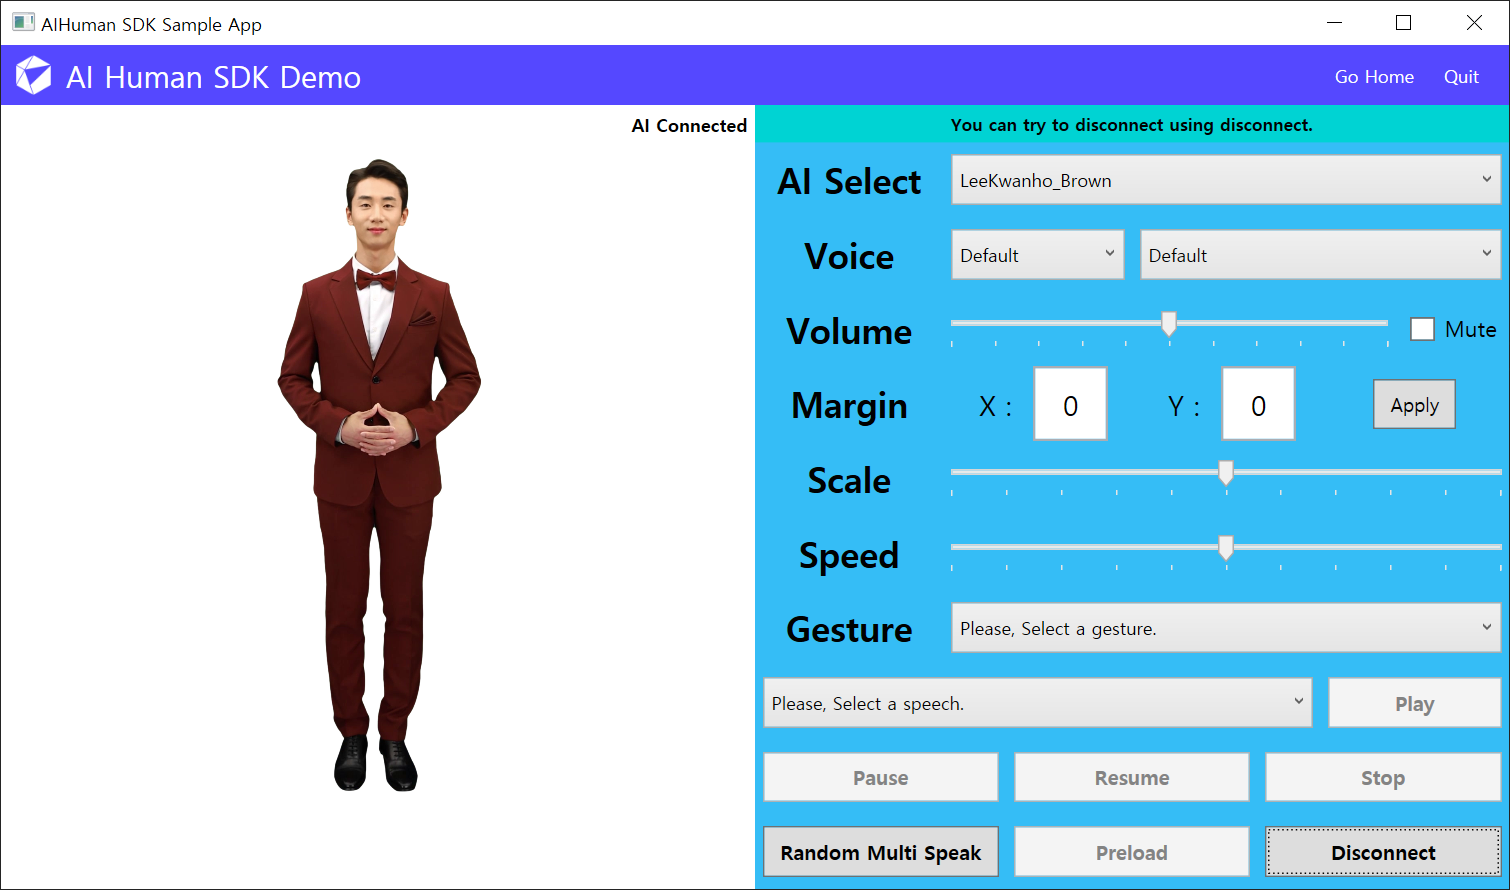 AIHuman SDK Sample App
AI Human SDK Demo
Go Home Quit
AI Connected
You can try to disconnect using disconnect.
AI Select LeeKwanho_Brown
Voice Default Default
Volume Mute
Margin X : 0 Y : 0 Apply
Scale
Speed
Gesture Please, Select a gesture.
Please, Select a speech. Play
Pause Resume Stop
Random Multi Speak Preload Disconnect